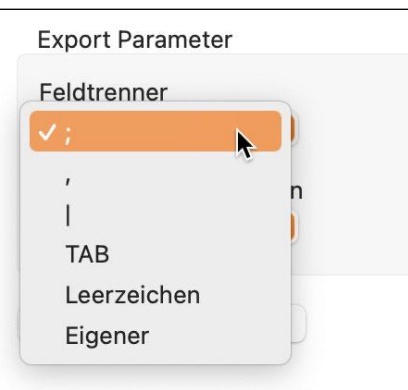 Export Parameter
Feldtrenner
✓ ;
,
n
|
TAB
Leerzeichen
Eigener